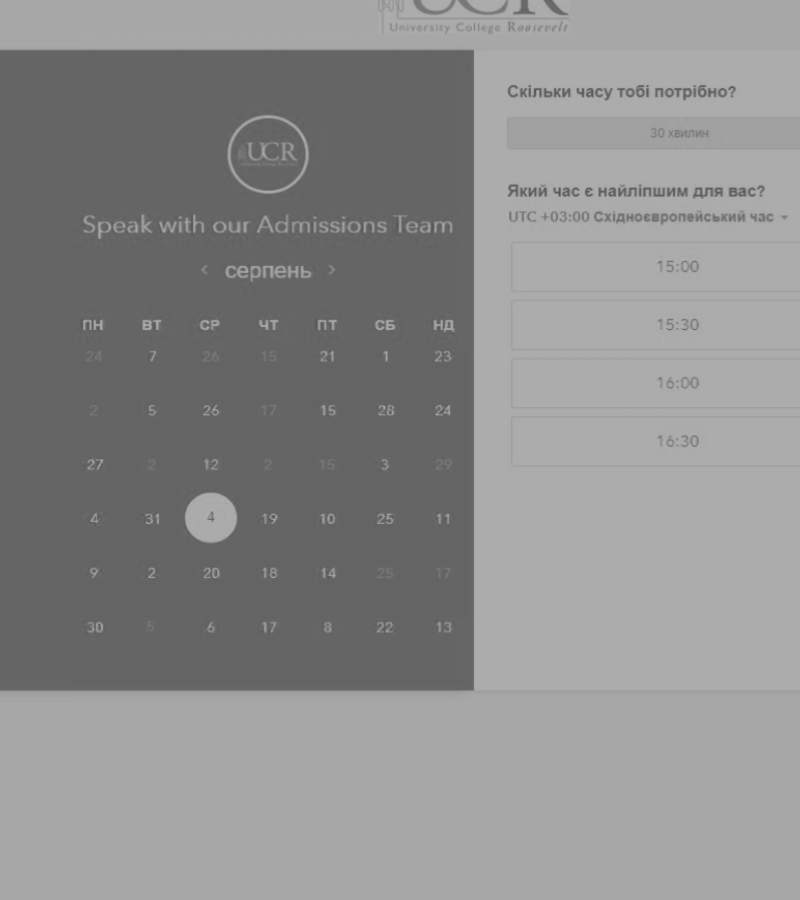 UCR
University College Roosevelt
UCR
Speak with our Admissions Team
< серпень >
ПН ВТ СР ЧТ ПТ СБ НД
24 7 26 15 21 1 23
2 5 26 17 15 28 24
27 2 12 2 15 3 29
4 31 4 19 10 25 11
9 2 20 18 14 25 17
30 5 6 17 8 22 13
Скільки часу тобі потрібно?
30 хвилин
Який час є найліпшим для вас?
UTC +03:00 Східноєвропейський час
15:00
15:30
16:00
16:30